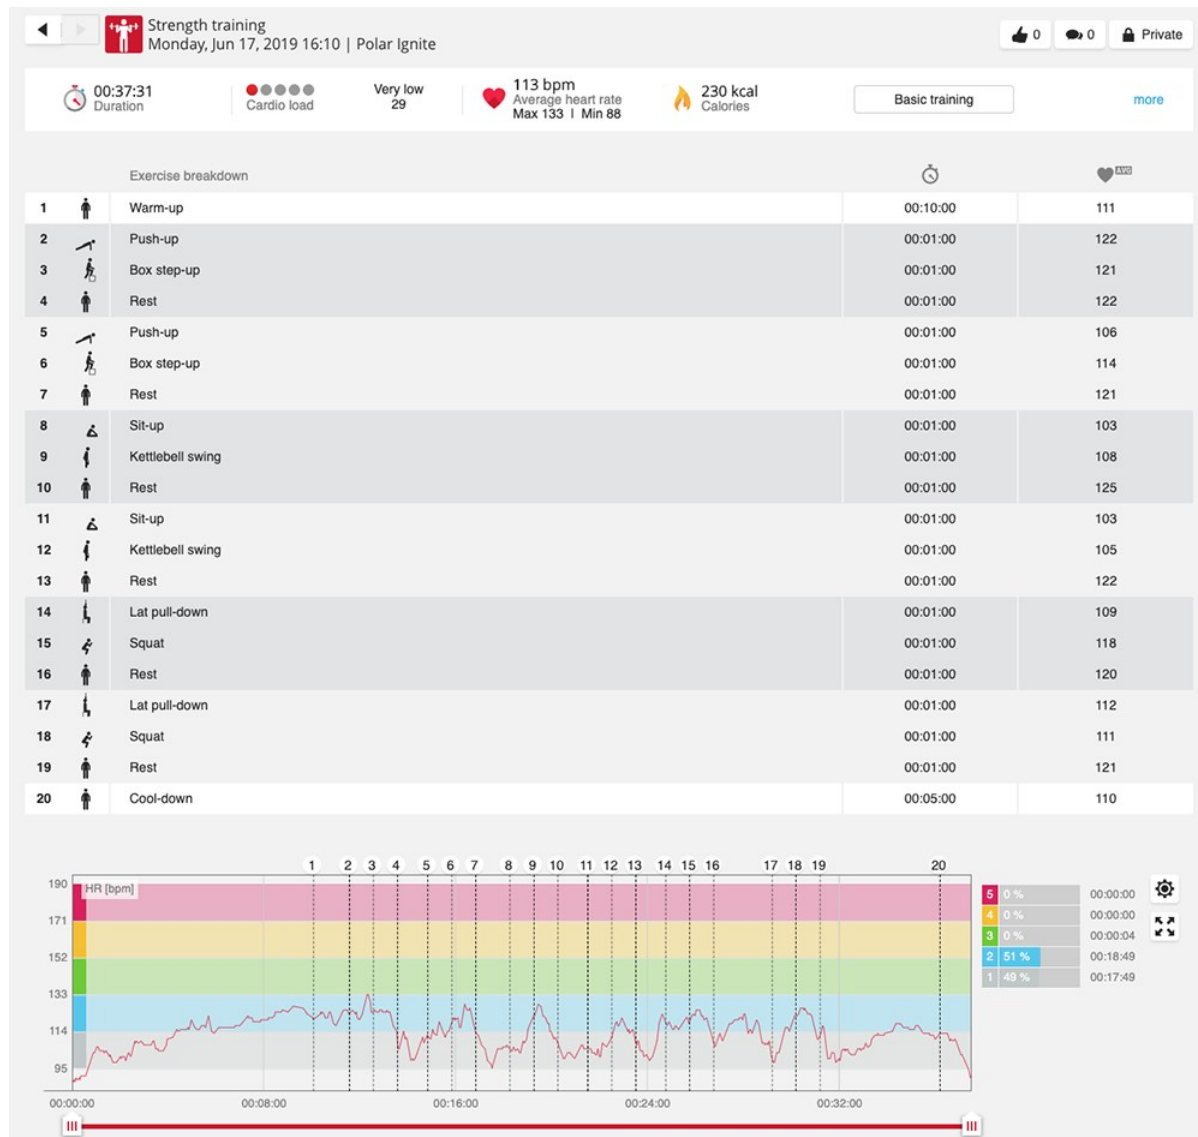 Strength training
Monday, Jun 17, 2019 16:10 | Polar Ignite
0 0 Private
00:37:31 Very low 113 bpm 230 kcal
Duration Cardio load 29 Average heart rate Calories Basic training more
Max 133 | Min 88
Exercise breakdown AVG
1 Warm-up 00:10:00 111
2 Push-up 00:01:00 122
3 Box step-up 00:01:00 121
4 Rest 00:01:00 122
5 Push-up 00:01:00 106
6 Box step-up 00:01:00 114
7 Rest 00:01:00 121
8 Sit-up 00:01:00 103
9 Kettlebell swing 00:01:00 108
10 Rest 00:01:00 125
11 Sit-up 00:01:00 103
12 Kettlebell swing 00:01:00 105
13 Rest 00:01:00 122
14 Lat pull-down 00:01:00 109
15 Squat 00:01:00 118
16 Rest 00:01:00 120
17 Lat pull-down 00:01:00 112
18 Squat 00:01:00 111
19 Rest 00:01:00 121
20 Cool-down 00:05:00 110
1 2 3 4 5 6 7 8 9 10 11 12 13 14 15 16 17 18 19 20
HR [bpm]
190
171
152
133
114
95
00:00:00 00:08:00 00:16:00 00:24:00 00:32:00
5 0 % 00:00:00
4 0 % 00:00:00
3 0 % 00:00:04
2 51 % 00:18:49
1 49 % 00:17:49